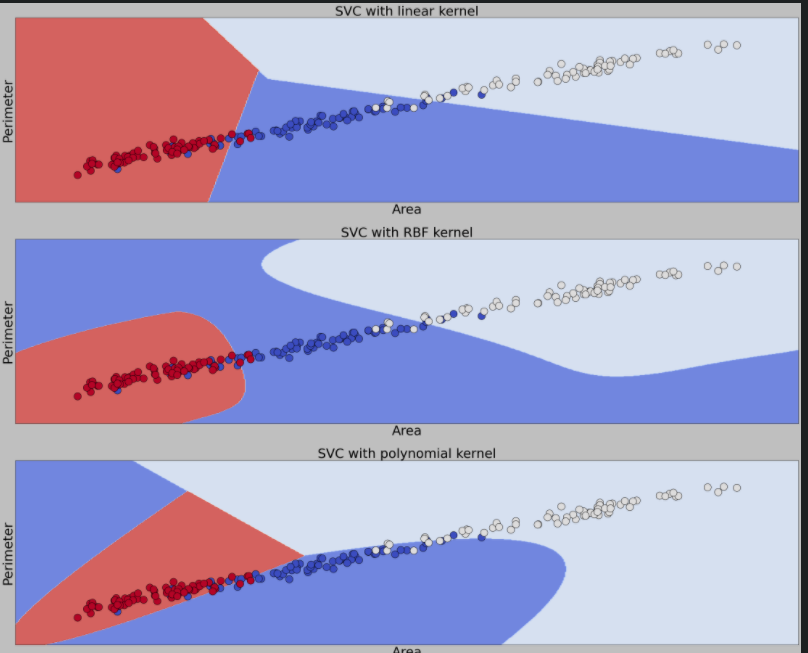 SVC with linear kernel
Perimeter
Area
SVC with RBF kernel
Perimeter
Area
SVC with polynomial kernel
Perimeter
Area